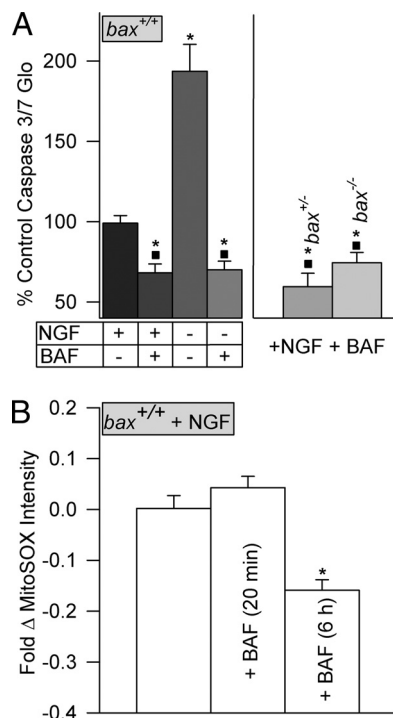 A
bax+/+
% Control Caspase 3/7 Glo
200
150
100
50
*
*
*
*
*
bax+/-
*
bax-/-
NGF + + - -
BAF - + - +
+NGF + BAF
B
bax+/+ + NGF
Fold Δ MitoSOX Intensity
0.2
0.1
0.0
-0.1
-0.2
-0.3
-0.4
+ BAF (20 min)
*
+ BAF (6 h)